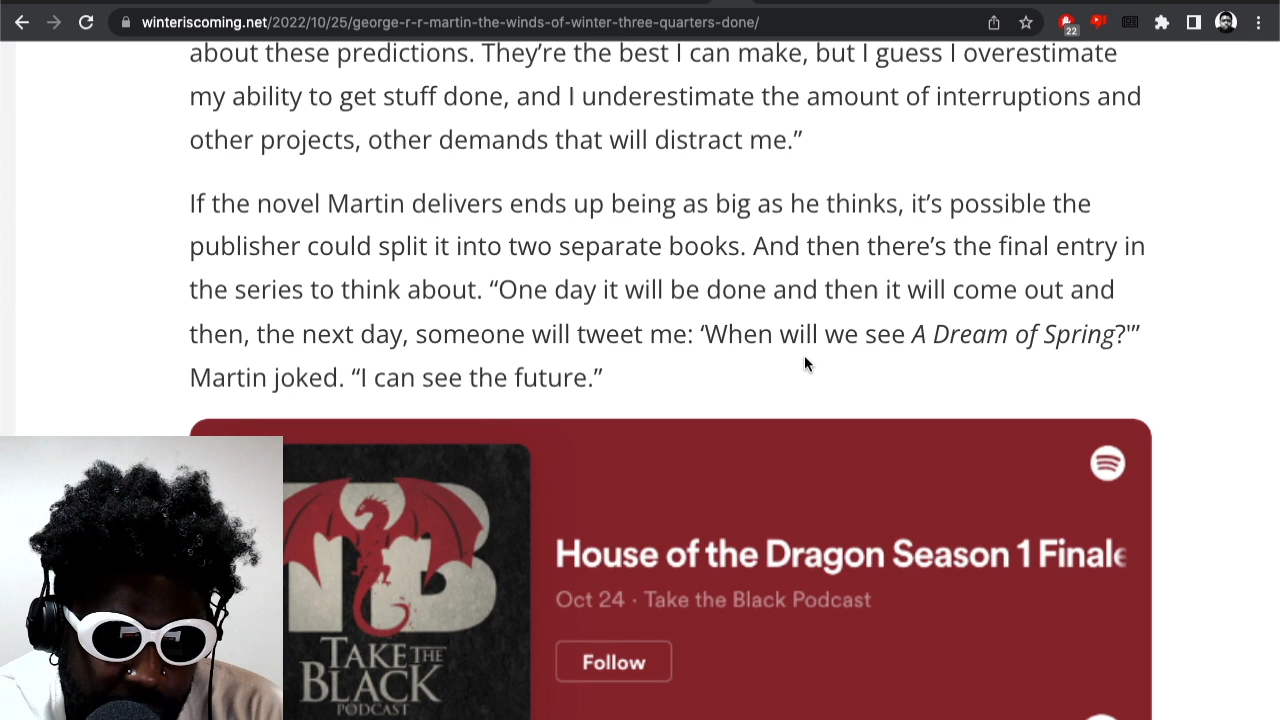 winteriscoming.net/2022/10/25/george-r-r-martin-the-winds-of-winter-three-quarters-done/
22
about these predictions. They’re the best I can make, but I guess I overestimate
my ability to get stuff done, and I underestimate the amount of interruptions and
other projects, other demands that will distract me.”
If the novel Martin delivers ends up being as big as he thinks, it’s possible the
publisher could split it into two separate books. And then there’s the final entry in
the series to think about. “One day it will be done and then it will come out and
then, the next day, someone will tweet me: ‘When will we see A Dream of Spring?'”
Martin joked. “I can see the future.”
TB
TAKE THE
BLACK
PODCAST
House of the Dragon Season 1 Finale
Oct 24 · Take the Black Podcast
Follow